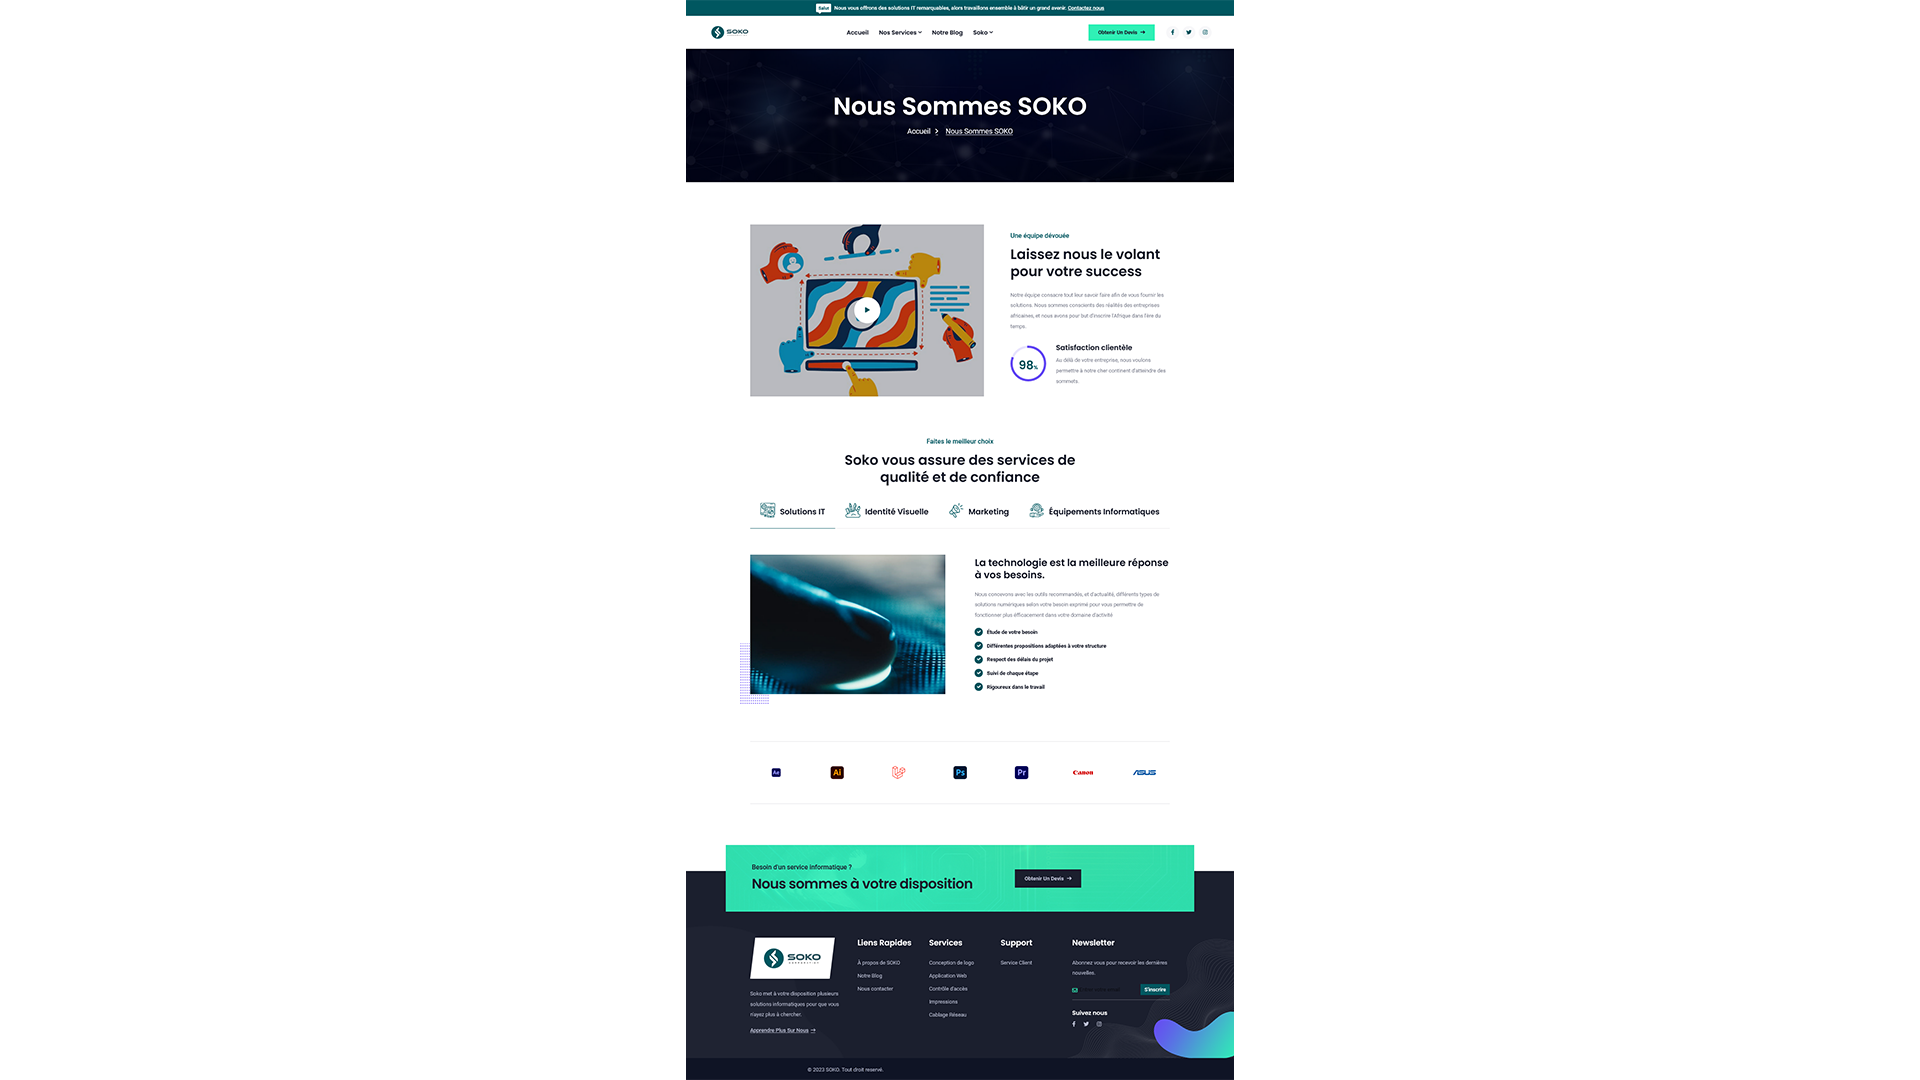 Salut Nous vous offrons des solutions IT remarquables, alors travaillons ensemble à bâtir un grand avenir. Contactez nous
SOKO
Accueil Nos Services Notre Blog Soko
Obtenir Un Devis
Nous Sommes SOKO
Accueil Nous Sommes SOKO
Une équipe dévouée
Laissez nous le volant
pour votre success
Notre équipe consacre tout leur savoir faire afin de vous fournir les
solutions. Nous sommes conscients des réalités des entreprises
africaines, et nous avons pour but d'inscrire l'Afrique dans l'ère du
temps.
98%
Satisfaction clientèle
Au délà de votre entreprise, nous voulons
permettre à notre cher continent d'atteindre des
sommets.
Faites le meilleur choix
Soko vous assure des services de
qualité et de confiance
Solutions IT
Identité Visuelle
Marketing
Équipements Informatiques
La technologie est la meilleure réponse
à vos besoins.
Nous concevons avec les outils recommandés, et d'actualité, différents types de
solutions numériques selon votre besoin exprimé pour vous permettre de
fonctionner plus éfficacement dans votre domaine d'activité
Étude de votre besoin
Différentes propositions adaptées à votre structure
Respect des délais du projet
Suivi de chaque étape
Rigoureux dans le travail
Ae
Ai
Ps
Pr
Canon
ASUS
Besoin d'un service informatique ?
Nous sommes à votre disposition
Obtenir Un Devis
SOKO
Soko met à votre disposition plusieurs
solutions informatiques pour que vous
n'ayez plus à chercher.
Apprendre Plus Sur Nous
Liens Rapides
À propos de SOKO
Notre Blog
Nous contacter
Services
Conception de logo
Application Web
Contrôle d'accès
Impressions
Cablage Réseau
Support
Service Client
Newsletter
Abonnez vous pour recevoir les dernières
nouvelles.
S'inscrire
Suivez nous
© 2023 SOKO. Tout droit reservé.